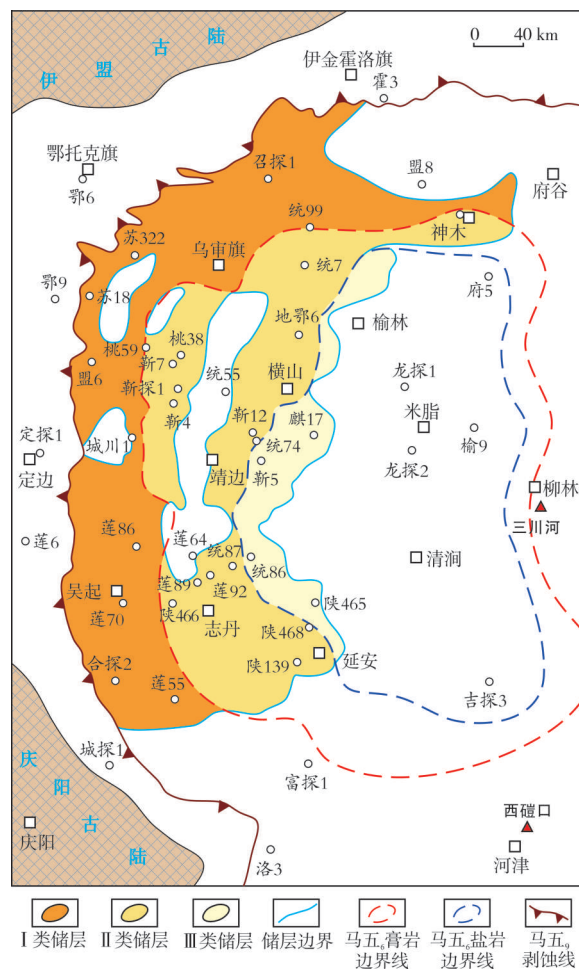 伊盟古陆
0 40 km
伊金霍洛旗
霍3
鄂托克旗
鄂6
召探1
盟8
府谷
统99
神木
苏322
乌审旗
统7
府5
鄂9
苏18
地鄂6
榆林
桃59
桃38
靳7
盟6
靳探1
统55
横山
龙探1
靳4
米脂
定探1
城川1
靳12
麒17
榆9
统74
定边
靖边
靳5
龙探2
柳林
三川河
莲86
莲6
莲64
统87
统86
清涧
吴起
莲89
莲92
莲70
陕466
志丹
陕465
陕468
合探2
陕139
延安
莲55
吉探3
城探1
富探1
庆阳古陆
庆阳
西磑口
河津
洛3
Ⅰ类储层
Ⅱ类储层
Ⅲ类储层
储层边界
马五₆膏岩边界线
马五₆盐岩边界线
马五₉剥蚀线